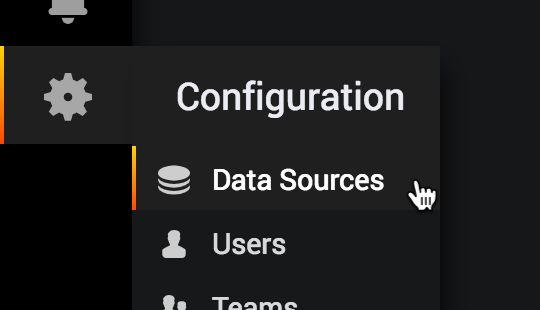 Configuration
Data Sources
Users
Teams